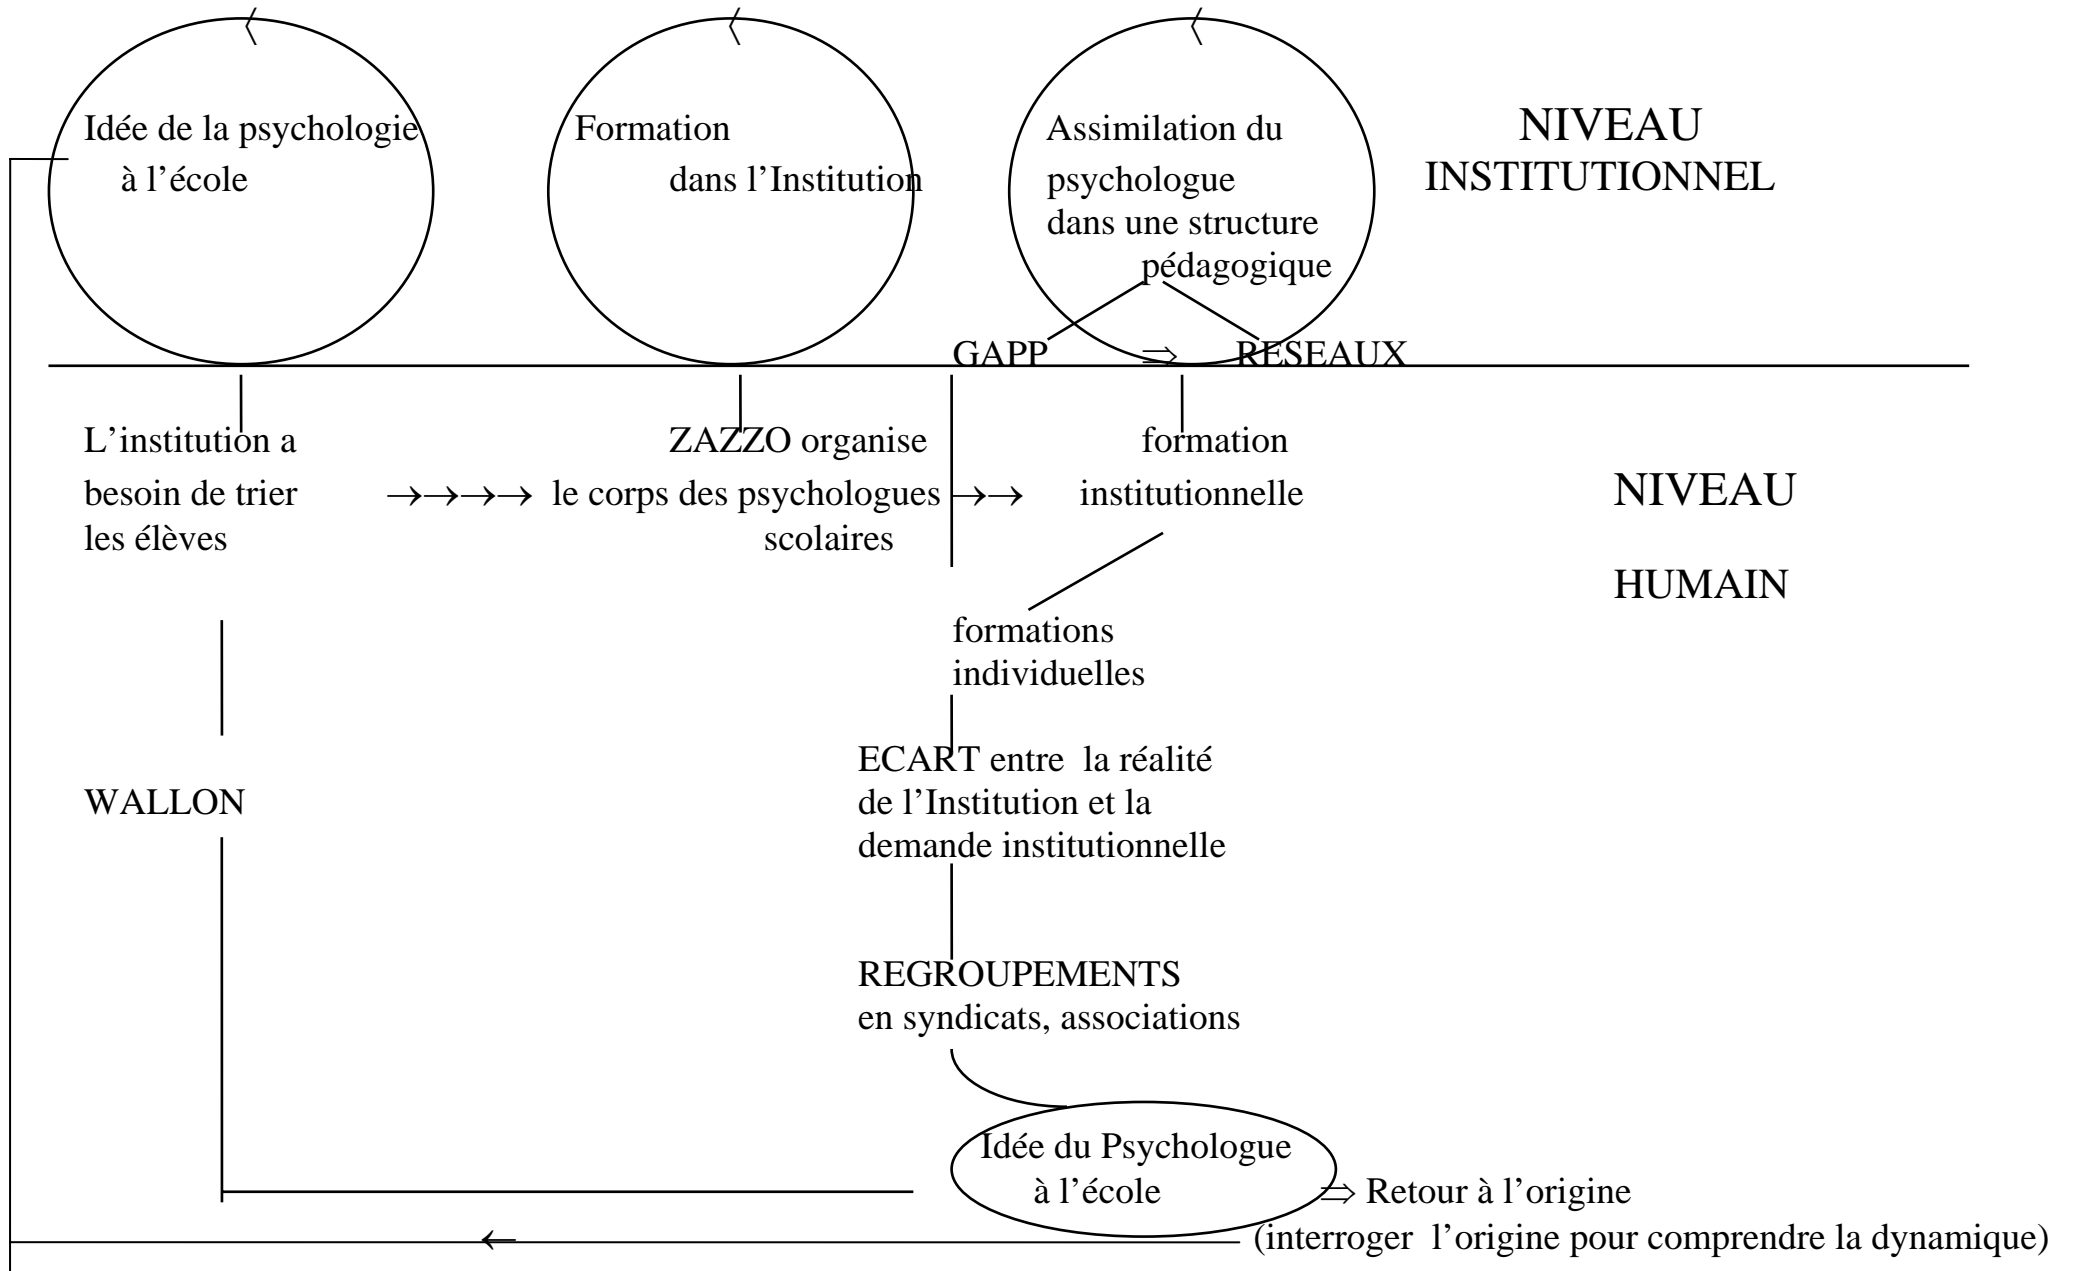 Idée de la psychologie
à l’école
Formation
dans l’Institution
Assimilation du
psychologue
dans une structure
pédagogique
NIVEAU
INSTITUTIONNEL
GAPP ⇒ RESEAUX
L’institution a
besoin de trier
les élèves
→→→→
ZAZZO organise
le corps des psychologues
scolaires
→→
formation
institutionnelle
NIVEAU
HUMAIN
formations
individuelles
WALLON
ECART entre la réalité
de l’Institution et la
demande institutionnelle
REGROUPEMENTS
en syndicats, associations
Idée du Psychologue
à l’école
⇒ Retour à l’origine
← (interroger l’origine pour comprendre la dynamique)